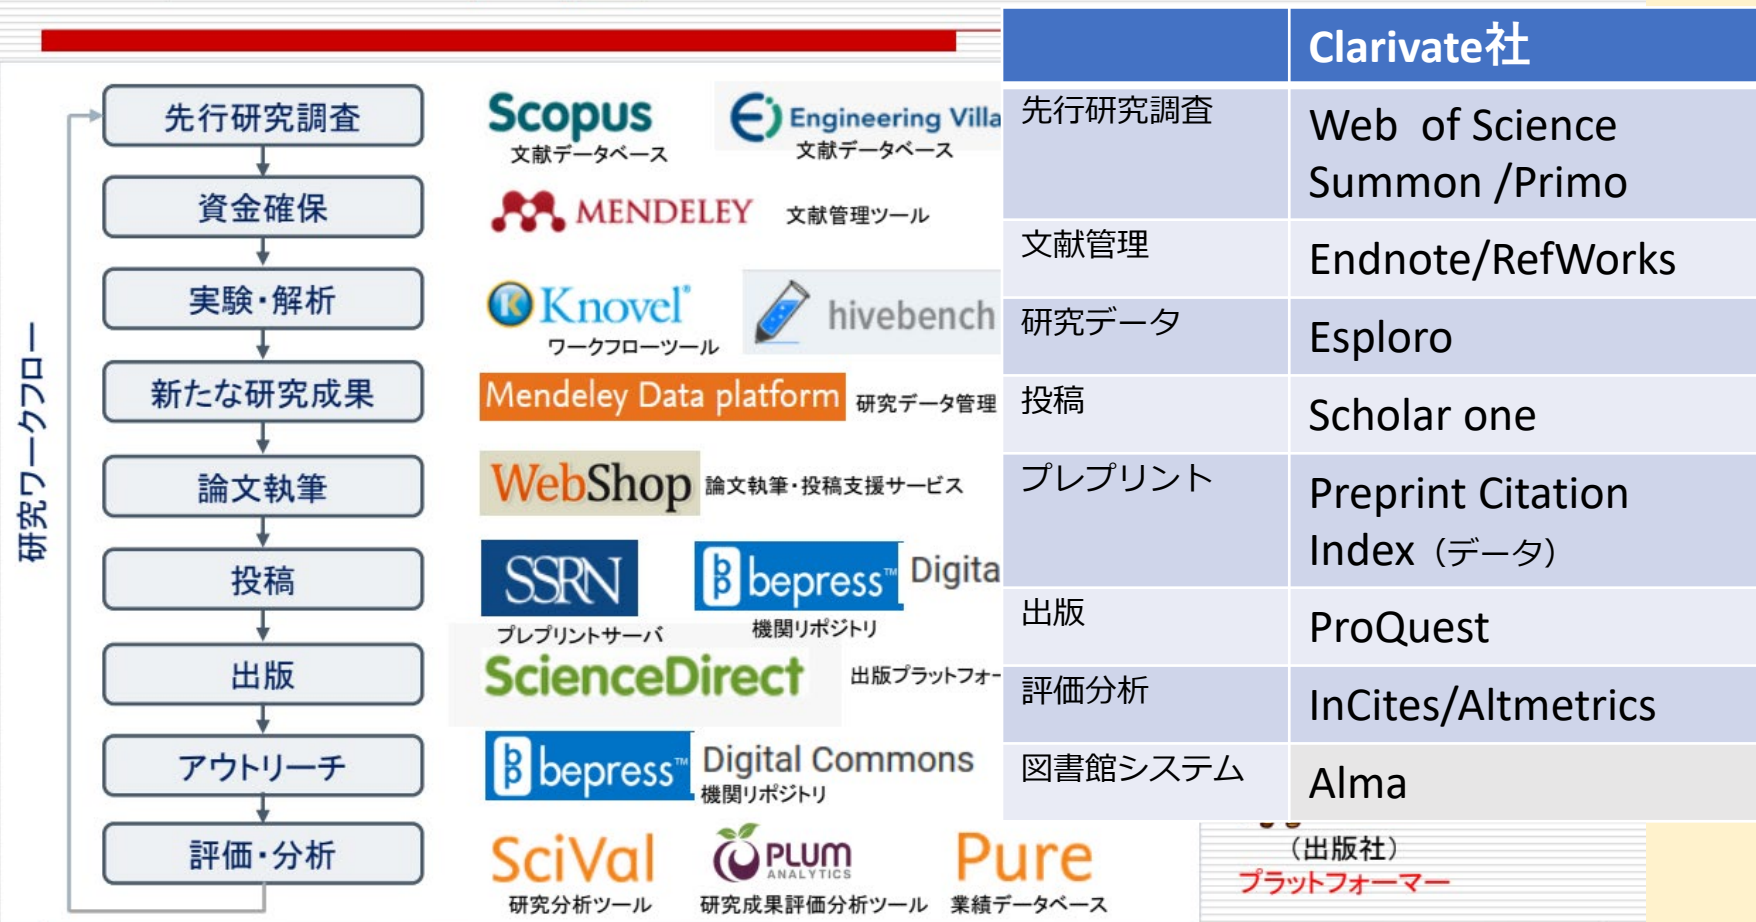 研究ワークフロー
先行研究調査
資金確保
実験・解析
新たな研究成果
論文執筆
投稿
出版
アウトリーチ
評価・分析
Scopus
文献データベース
Engineering Villa
文献データベース
MENDELEY 文献管理ツール
Knovel®
ワークフローツール
hivebench
Mendeley Data platform 研究データ管理
WebShop 論文執筆・投稿支援サービス
SSRN
プレプリントサーバ
bp bepress™ Digita
機関リポジトリ
ScienceDirect 出版プラットフォー
bp bepress™ Digital Commons
機関リポジトリ
SciVal
研究分析ツール
PLUM
ANALYTICS
研究成果評価分析ツール
Pure
業績データベース
Clarivate社
先行研究調査 Web of Science
Summon /Primo
文献管理 Endnote/RefWorks
研究データ Esploro
投稿 Scholar one
プレプリント Preprint Citation
Index（データ）
出版 ProQuest
評価分析 InCites/Altmetrics
図書館システム Alma
（出版社）
プラットフォーマー